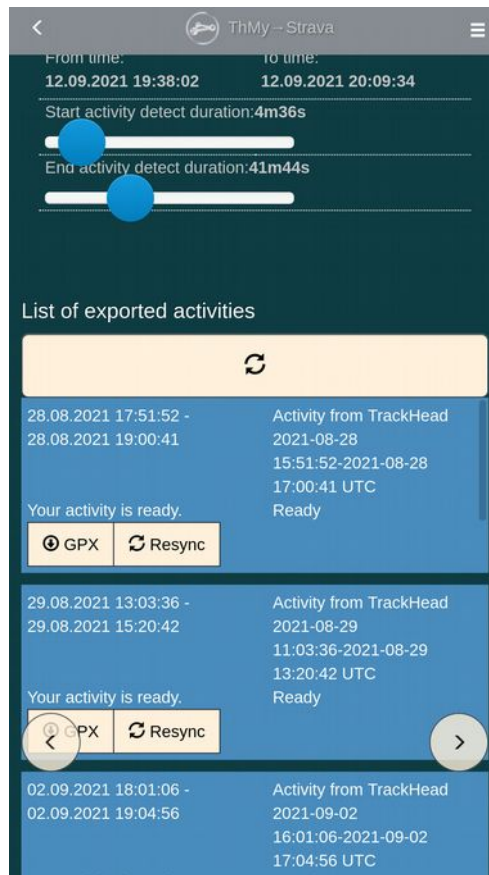 ThMy→Strava
From time:
To time:
12.09.2021 19:38:02
12.09.2021 20:09:34
Start activity detect duration:4m36s
End activity detect duration:41m44s
List of exported activities
28.08.2021 17:51:52 -
28.08.2021 19:00:41
Activity from TrackHead
2021-08-28
15:51:52-2021-08-28
17:00:41 UTC
Your activity is ready.
Ready
GPX
Resync
29.08.2021 13:03:36 -
29.08.2021 15:20:42
Activity from TrackHead
2021-08-29
11:03:36-2021-08-29
13:20:42 UTC
Your activity is ready.
Ready
GPX
Resync
02.09.2021 18:01:06 -
02.09.2021 19:04:56
Activity from TrackHead
2021-09-02
16:01:06-2021-09-02
17:04:56 UTC